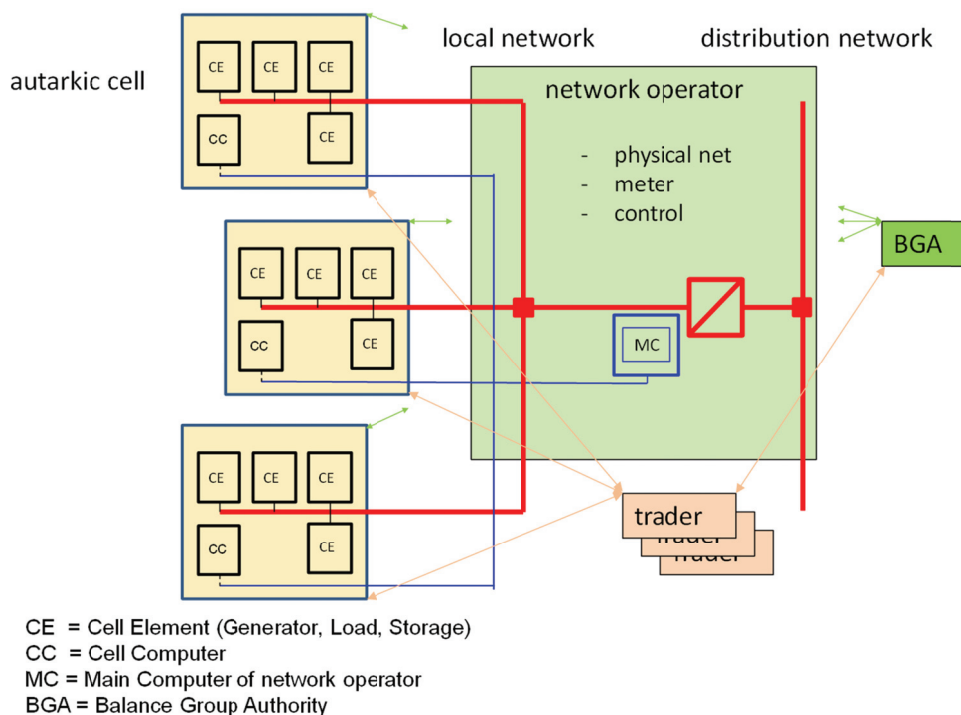 local network
distribution network
autarkic cell
CE CE CE
CC CE
network operator
- physical net
- meter
- control
BGA
CE CE CE
CC CE
MC
CE CE CE
CC CE
trader
Trader
Trader
CE = Cell Element (Generator, Load, Storage)
CC = Cell Computer
MC = Main Computer of network operator
BGA = Balance Group Authority